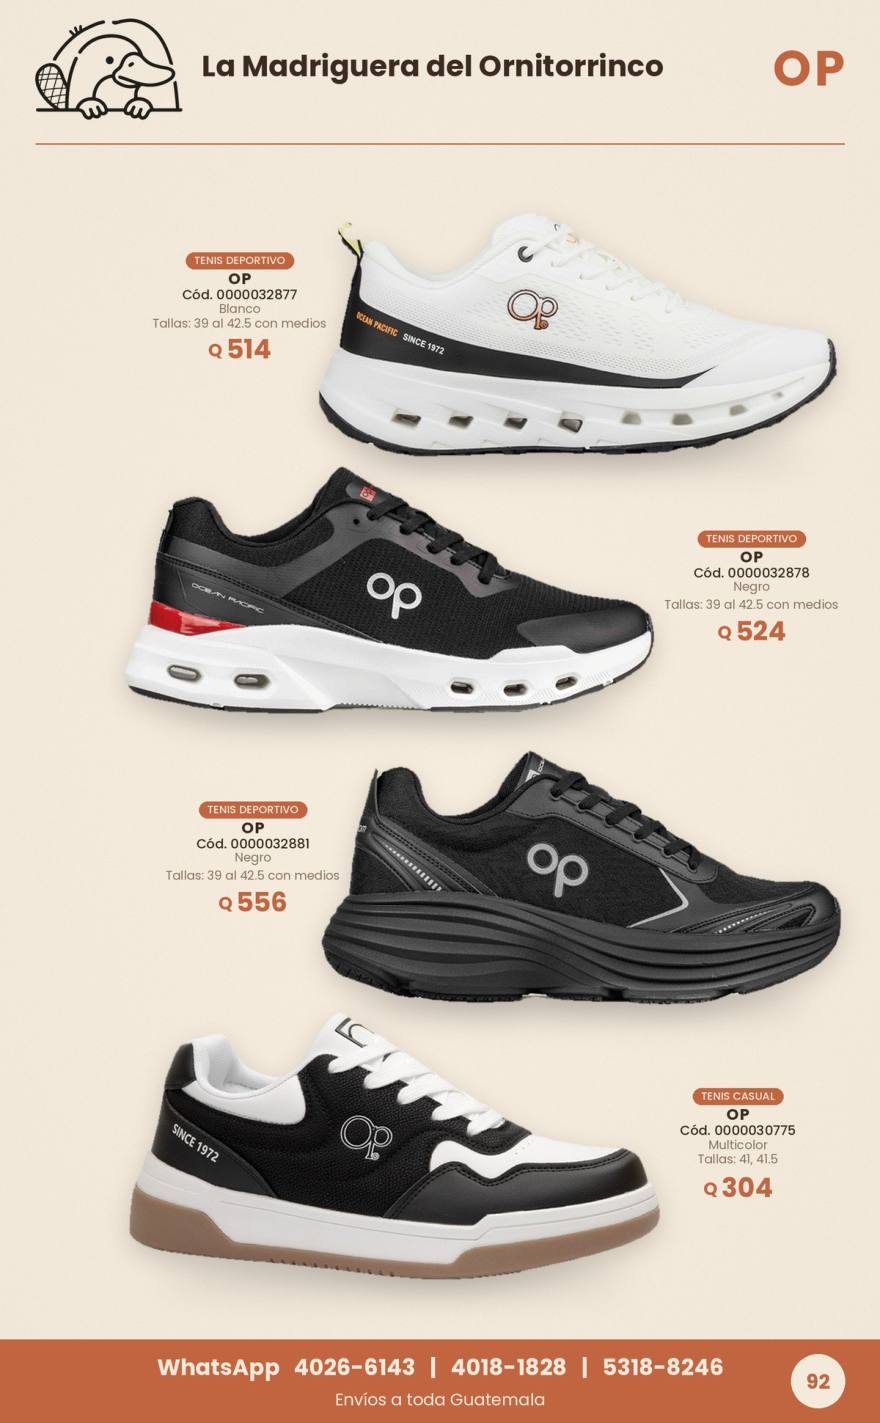 La Madriguera del Ornitorrinco
OP
TENIS DEPORTIVO
OP
Cód. 0000032877
Blanco
Tallas: 39 al 42.5 con medios
Q 514
op
OCEAN PACIFIC SINCE 1972
TENIS DEPORTIVO
OP
Cód. 0000032878
Negro
Tallas: 39 al 42.5 con medios
Q 524
op
OCEAN PACIFIC
TENIS DEPORTIVO
OP
Cód. 0000032881
Negro
Tallas: 39 al 42.5 con medios
Q 556
op
TENIS CASUAL
OP
Cód. 0000030775
Multicolor
Tallas: 41, 41.5
Q 304
op
SINCE 1972
WhatsApp 4026-6143 | 4018-1828 | 5318-8246
Envíos a toda Guatemala
92